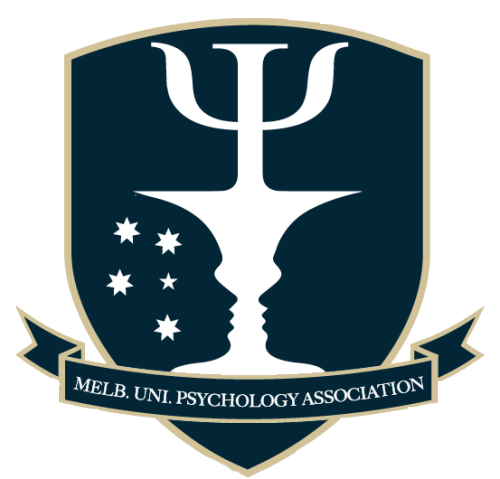 Ψ
MELB. UNI. PSYCHOLOGY ASSOCIATION